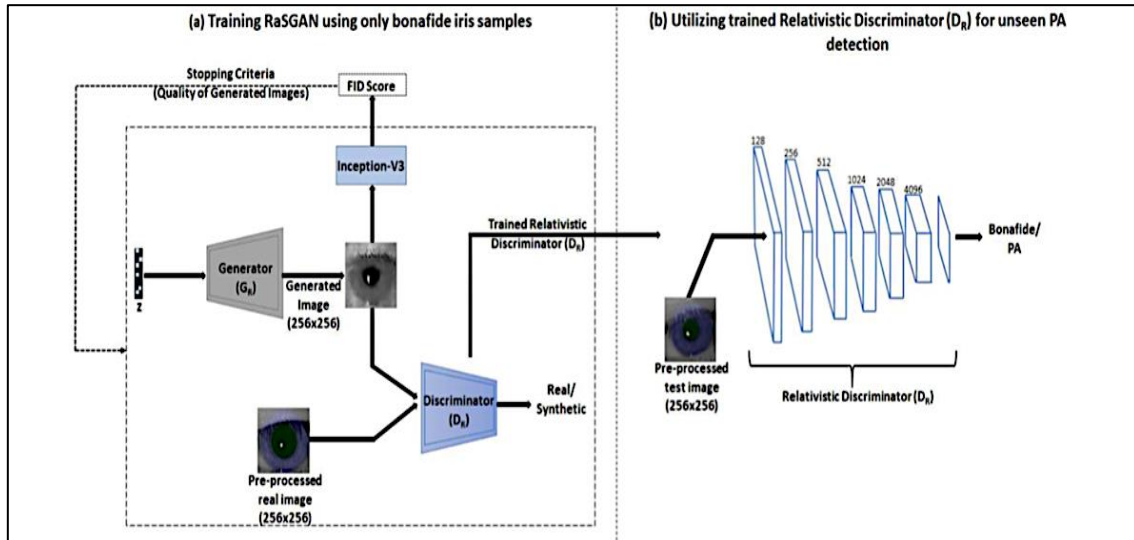 (a) Training RaSGAN using only bonafide iris samples
Stopping Criteria
(Quality of Generated Images)
FID Score
Inception-V3
z
Generator
(GR)
Generated
Image
(256x256)
Pre-processed
real image
(256x256)
Discriminator
(DR)
Real/
Synthetic
Trained Relativistic
Discriminator (DR)
(b) Utilizing trained Relativistic Discriminator (DR) for unseen PA
detection
128
256
512
1024
2048
4096
Bonafide/
PA
Pre-processed
test image
(256x256)
Relativistic Discriminator (DR)